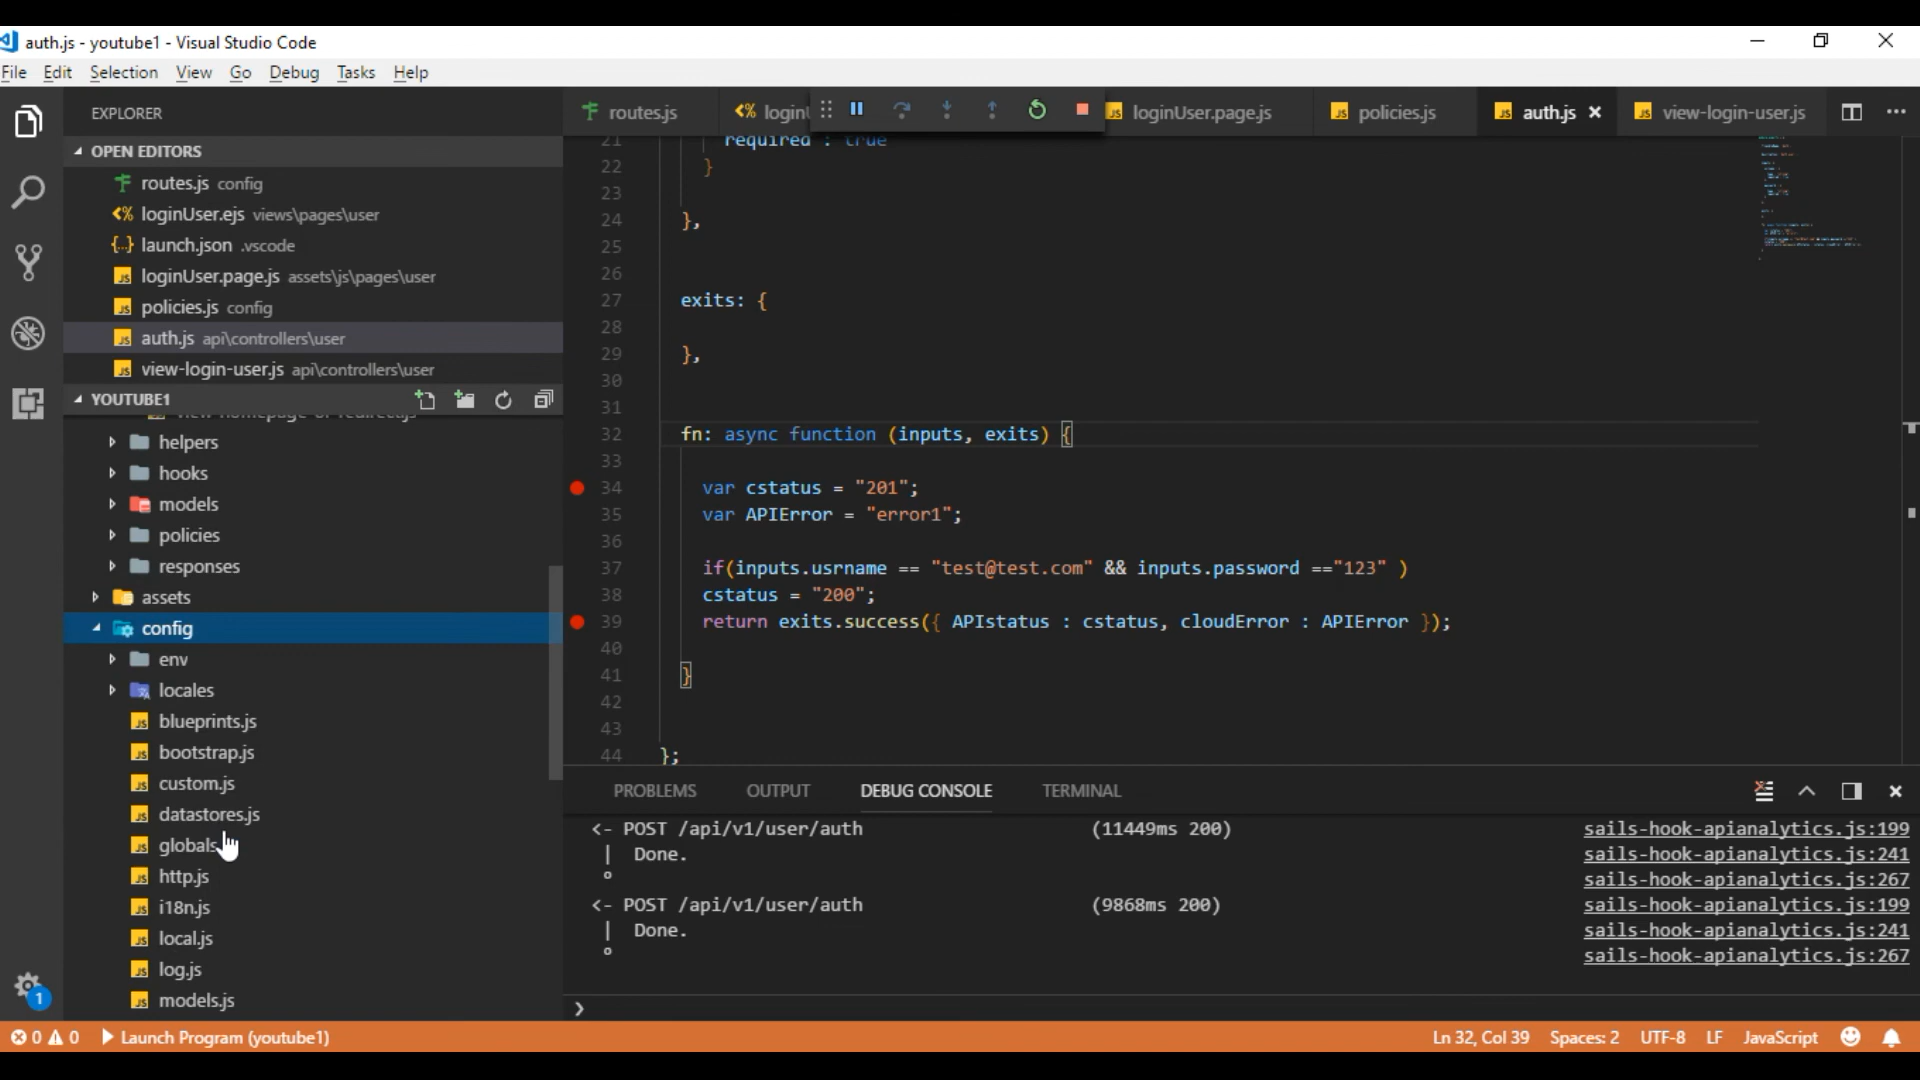 auth.js - youtube1 - Visual Studio Code
File Edit Selection View Go Debug Tasks Help
EXPLORER
routes.js
loginU
loginUser.page.js
policies.js
auth.js
view-login-user.js
OPEN EDITORS
routes.js config
loginUser.ejs views\pages\user
launch.json .vscode
loginUser.page.js assets\js\pages\user
policies.js config
auth.js api\controllers\user
view-login-user.js api\controllers\user
YOUTUBE1
view-homepage-or-redirect.js
helpers
hooks
models
policies
responses
assets
config
env
locales
blueprints.js
bootstrap.js
custom.js
datastores.js
globals
http.js
i18n.js
local.js
log.js
models.js
21 required : true
22 }
23
24 },
25
26
27 exits: {
28
29 },
30
31
32 fn: async function (inputs, exits) {
33
34 var cstatus = "201";
35 var APIError = "error1";
36
37 if(inputs.usrname == "test@test.com" && inputs.password =="123" )
38 cstatus = "200";
39 return exits.success({ APIstatus : cstatus, cloudError : APIError });
40
41 }
42
43
44 };
PROBLEMS OUTPUT DEBUG CONSOLE TERMINAL
<- POST /api/v1/user/auth (11449ms 200) sails-hook-apianalytics.js:199
| Done. sails-hook-apianalytics.js:241
° sails-hook-apianalytics.js:267
<- POST /api/v1/user/auth (9868ms 200) sails-hook-apianalytics.js:199
| Done. sails-hook-apianalytics.js:241
° sails-hook-apianalytics.js:267
1
0 0 Launch Program (youtube1) Ln 32, Col 39 Spaces: 2 UTF-8 LF JavaScript